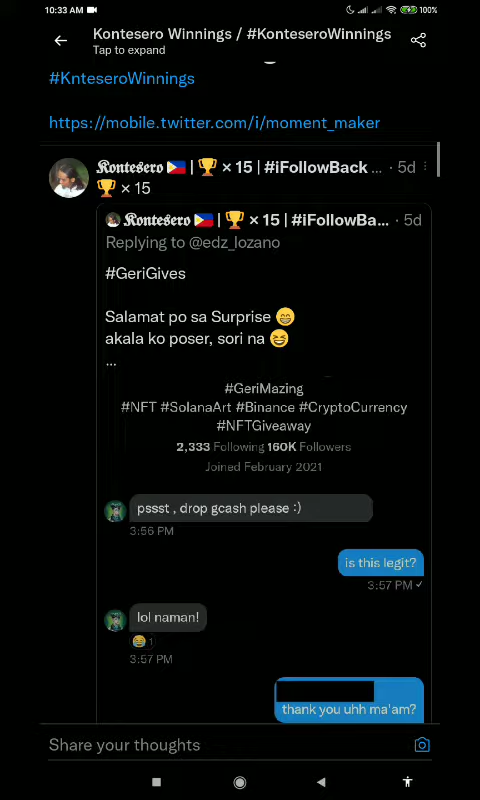 10:33 AM 100%
Kontesero Winnings / #KonteseroWinnings
Tap to expand
#KnteseroWinnings
https://mobile.twitter.com/i/moment_maker
𝕶𝖔𝖓𝖙𝖊𝖘𝖊𝖗𝖔 🇵🇭 | 🏆 × 15 | #iFollowBack ... · 5d
🏆 × 15
𝕶𝖔𝖓𝖙𝖊𝖘𝖊𝖗𝖔 🇵🇭 | 🏆 × 15 | #iFollowBa... · 5d
Replying to @edz_lozano
#GeriGives
Salamat po sa Surprise 😁
akala ko poser, sori na 😆
...
#GeriMazing
#NFT #SolanaArt #Binance #CryptoCurrency
#NFTGiveaway
2,333 Following 160K Followers
Joined February 2021
pssst , drop gcash please :)
3:56 PM
is this legit?
3:57 PM ✓
lol naman!
😂 1
3:57 PM
thank you uhh ma'am?
Share your thoughts